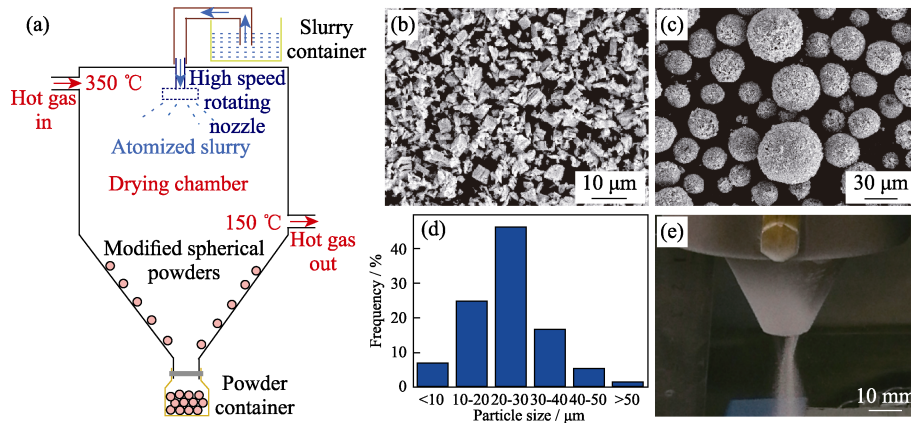 (a)
Slurry
container
350 ℃
Hot gas
in
High speed
rotating
nozzle
Atomized slurry
Drying chamber
150 ℃
Hot gas
out
Modified spherical
powders
Powder
container
(b)
10 μm
(c)
30 μm
(d)
Frequency / %
40
30
20
10
0
<10 10-20 20-30 30-40 40-50 >50
Particle size / μm
(e)
10 mm